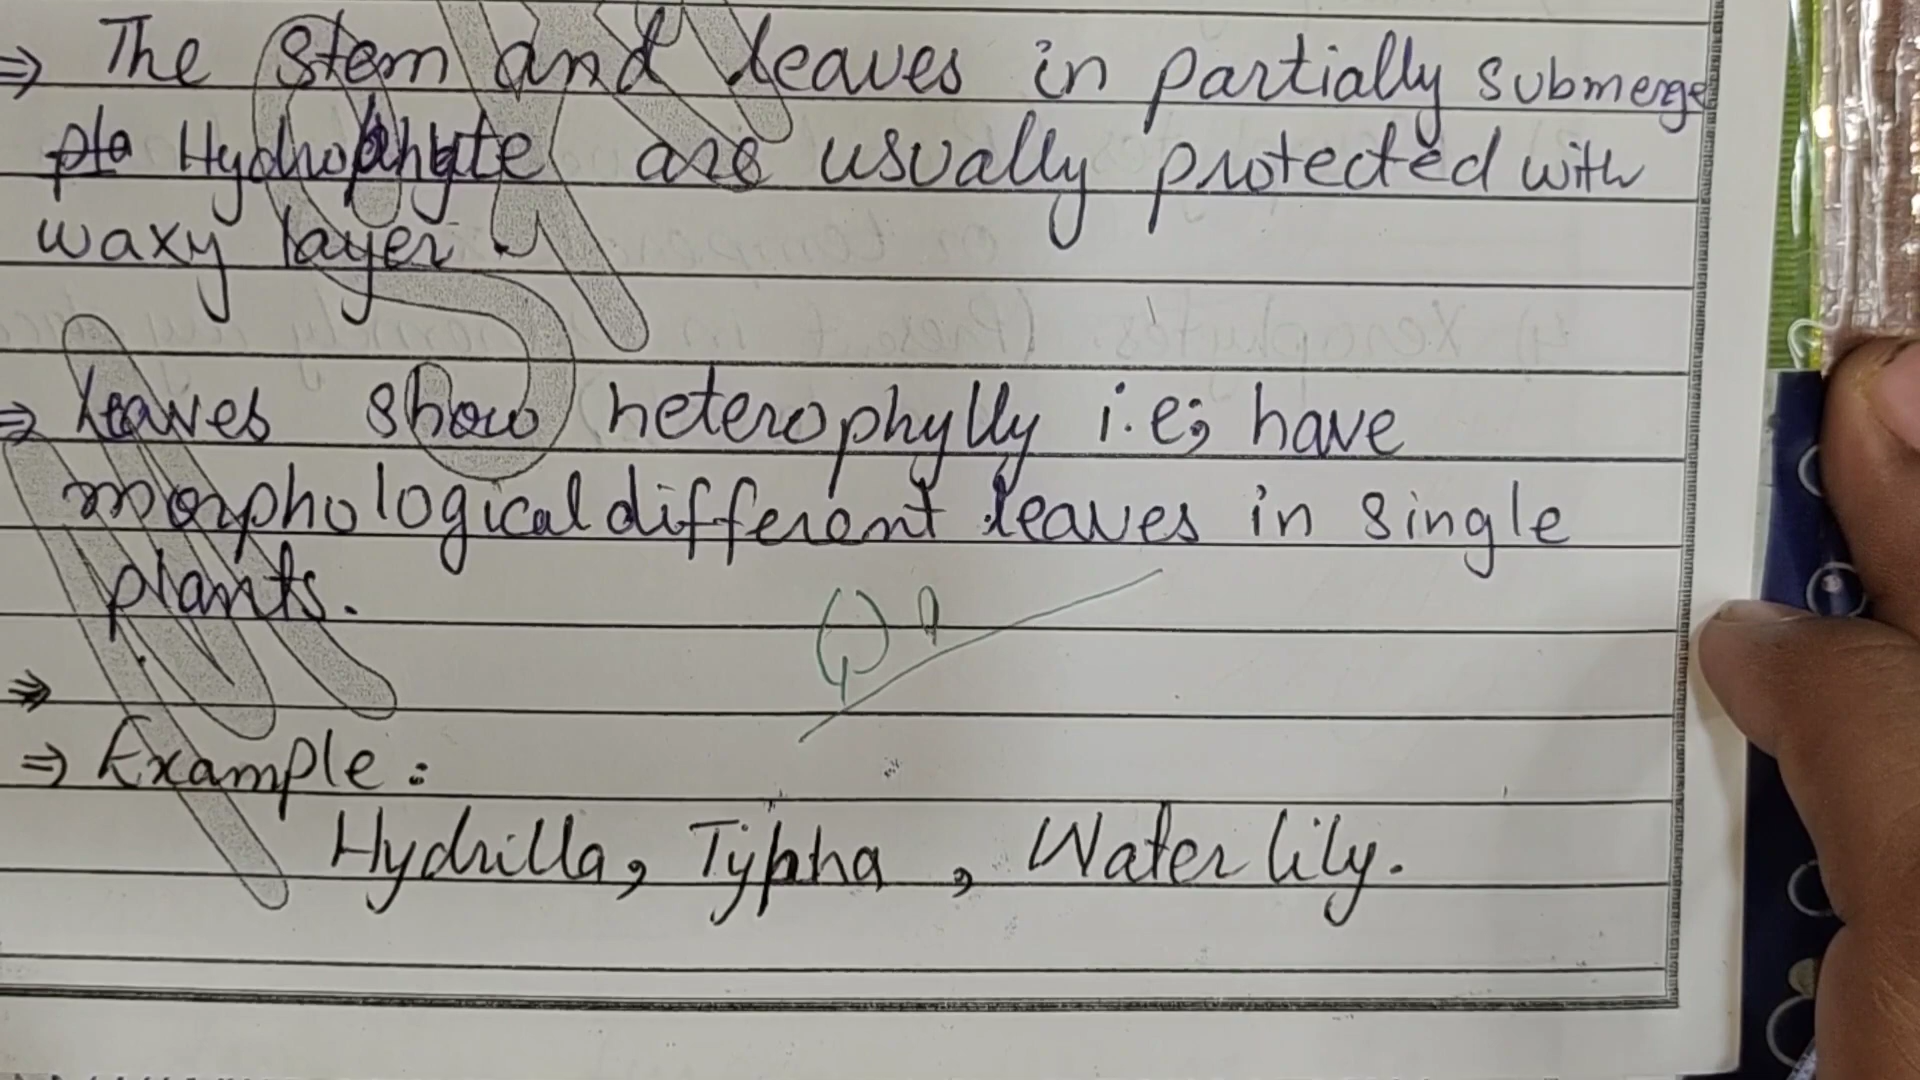 ⇒ The stem and leaves in partially submerge
Hydrophyte are usually protected with
waxy layer.
⇒ Leaves show heterophylly i.e; have
morphological different leaves in single
plants.
⇒
⇒ Example:
Hydrilla, Typha, Water lily.